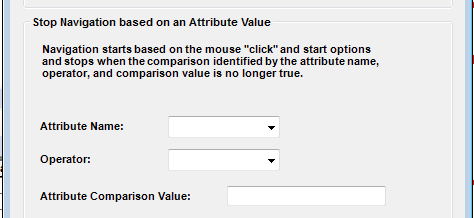 Stop Navigation based on an Attribute Value
Navigation starts based on the mouse "click" and start options
and stops when the comparison identified by the attribute name,
operator, and comparison value is no longer true.
Attribute Name:
Operator:
Attribute Comparison Value: